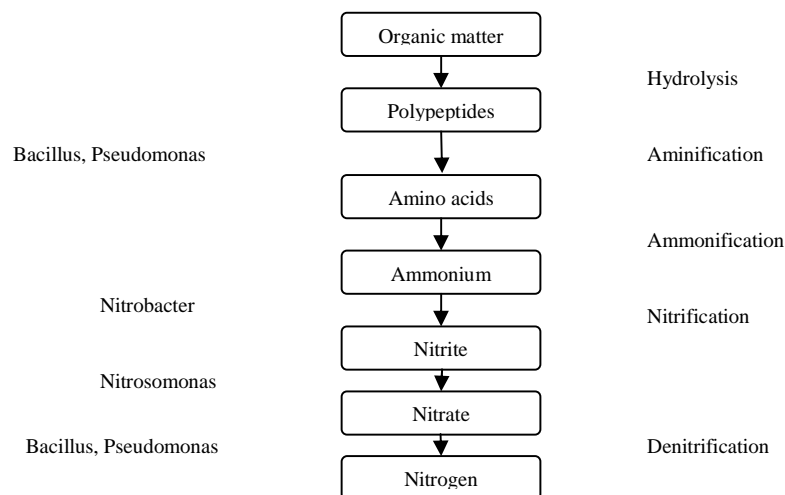 Organic matter
Hydrolysis
Polypeptides
Bacillus, Pseudomonas
Aminification
Amino acids
Ammonification
Ammonium
Nitrobacter
Nitrification
Nitrite
Nitrosomonas
Nitrate
Bacillus, Pseudomonas
Denitrification
Nitrogen